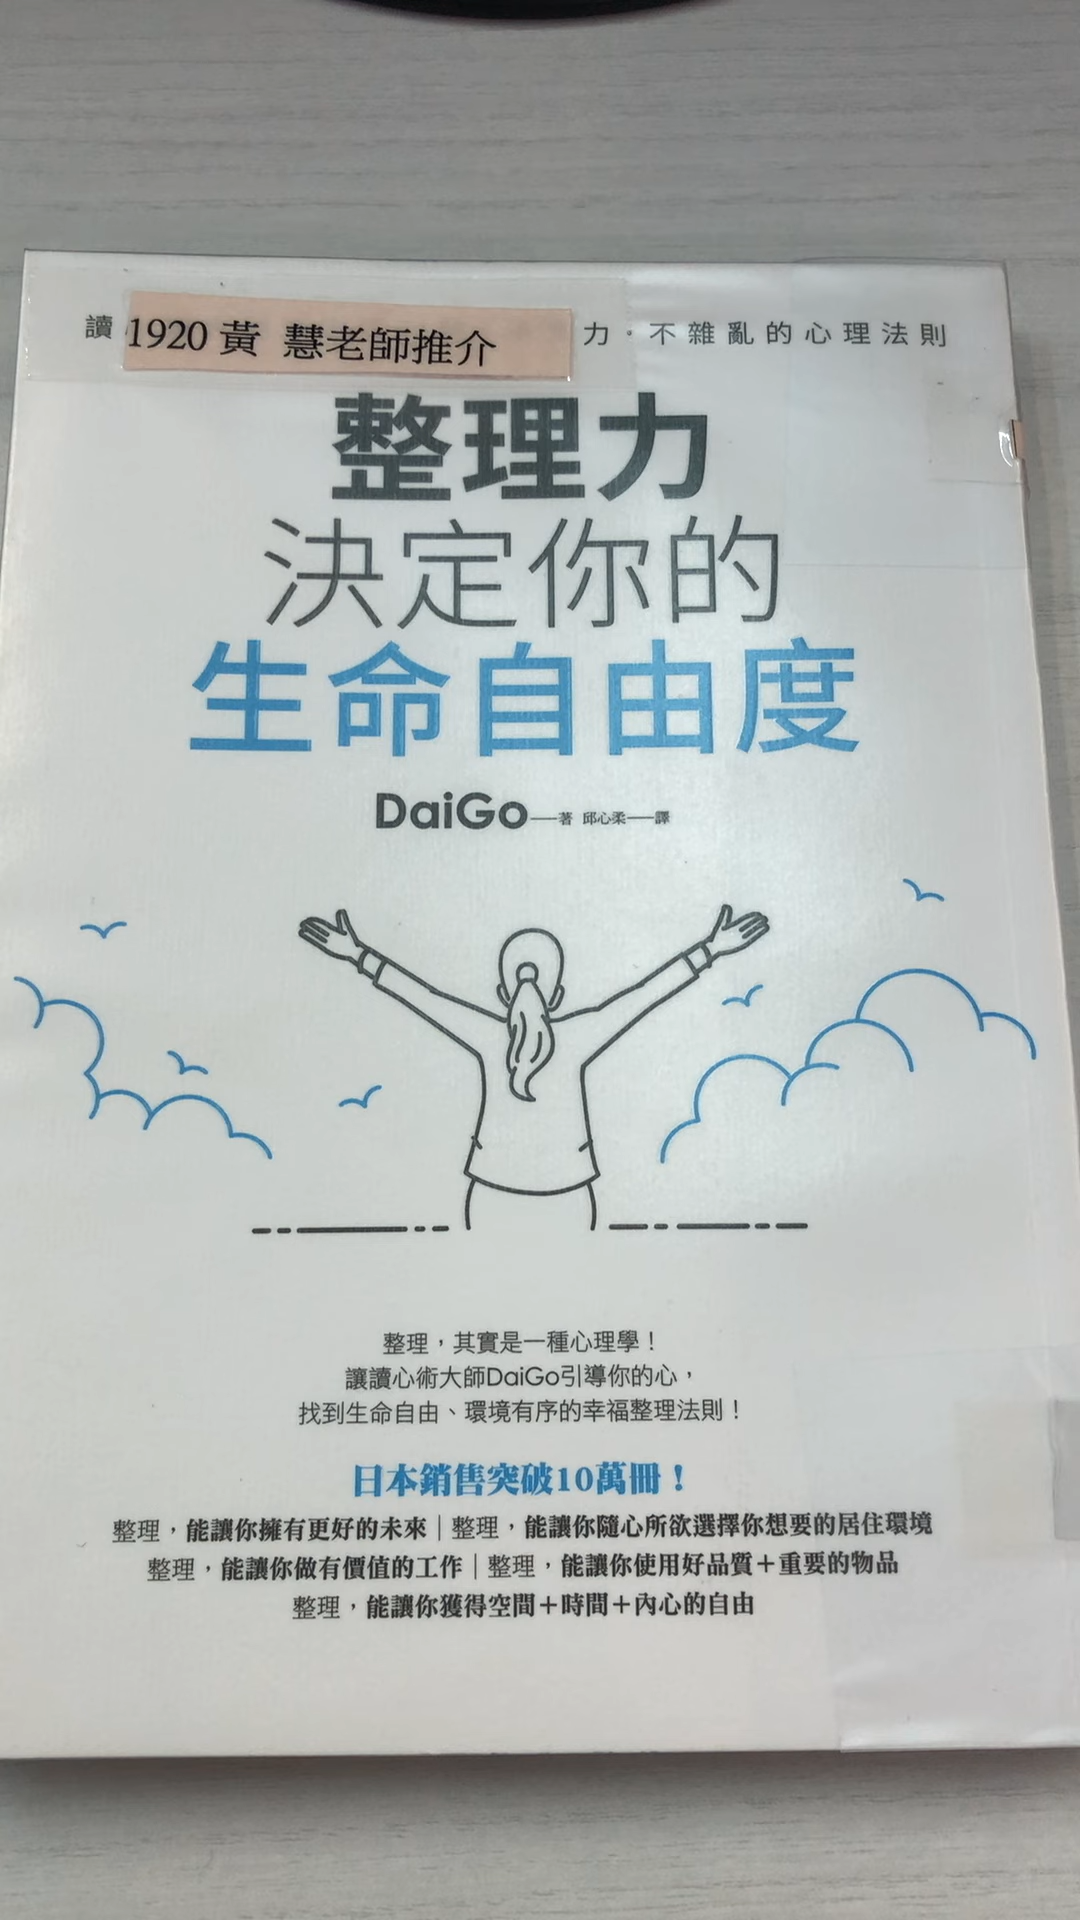 讀
1920 黃 慧老師推介
力。不雜亂的心理法則
整理力
決定你的
生命自由度
DaiGo—著 邱心柔—譯
整理，其實是一種心理學！
讓讀心術大師DaiGo引導你的心，
找到生命自由、環境有序的幸福整理法則！
日本銷售突破10萬冊！
整理，能讓你擁有更好的未來｜整理，能讓你隨心所欲選擇你想要的居住環境
整理，能讓你做有價值的工作｜整理，能讓你使用好品質＋重要的物品
整理，能讓你獲得空間＋時間＋內心的自由